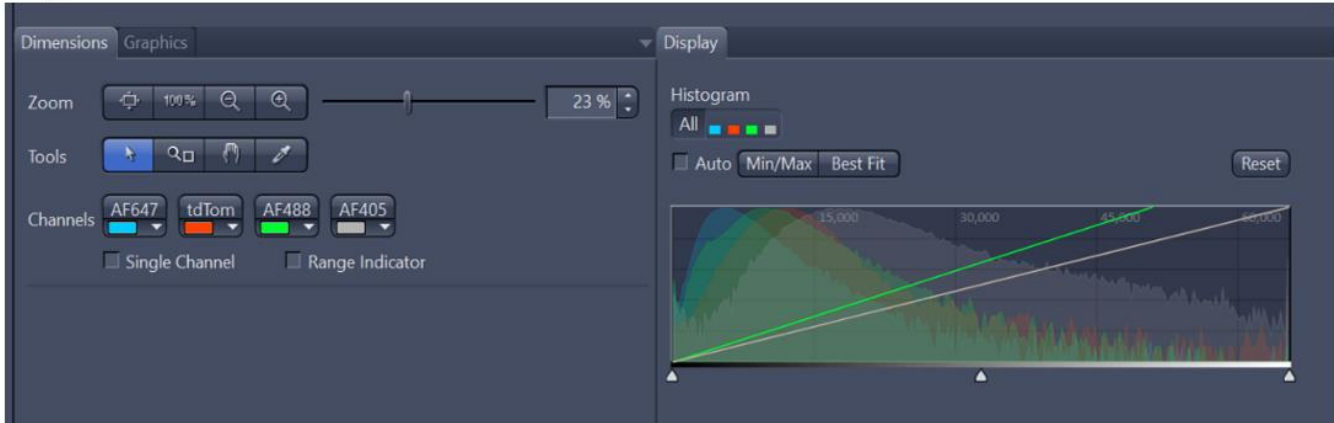 Dimensions Graphics
Zoom 100% 23 %
Tools
Channels AF647 tdTom AF488 AF405
Single Channel Range Indicator
Display
Histogram
All
Auto Min/Max Best Fit Reset
15,000 30,000 45,000 60,000